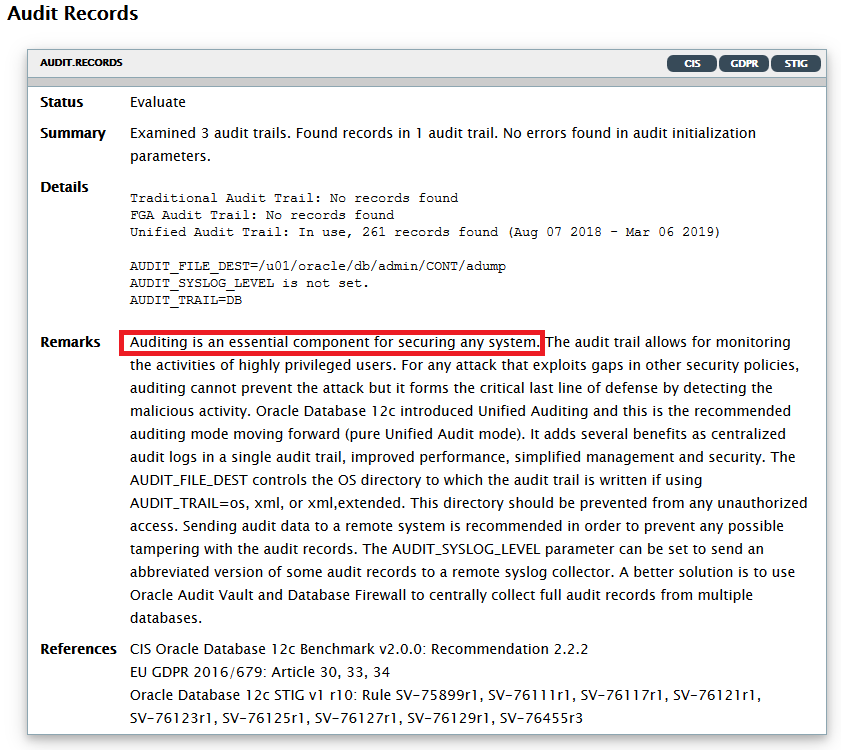 Audit Records
AUDIT.RECORDS CIS GDPR STIG
Status Evaluate
Summary Examined 3 audit trails. Found records in 1 audit trail. No errors found in audit initialization
parameters.
Details
Traditional Audit Trail: No records found
FGA Audit Trail: No records found
Unified Audit Trail: In use, 261 records found (Aug 07 2018 - Mar 06 2019)
AUDIT_FILE_DEST=/u01/oracle/db/admin/CONT/adump
AUDIT_SYSLOG_LEVEL is not set.
AUDIT_TRAIL=DB
Remarks Auditing is an essential component for securing any system. The audit trail allows for monitoring
the activities of highly privileged users. For any attack that exploits gaps in other security policies,
auditing cannot prevent the attack but it forms the critical last line of defense by detecting the
malicious activity. Oracle Database 12c introduced Unified Auditing and this is the recommended
auditing mode moving forward (pure Unified Audit mode). It adds several benefits as centralized
audit logs in a single audit trail, improved performance, simplified management and security. The
AUDIT_FILE_DEST controls the OS directory to which the audit trail is written if using
AUDIT_TRAIL=os, xml, or xml,extended. This directory should be prevented from any unauthorized
access. Sending audit data to a remote system is recommended in order to prevent any possible
tampering with the audit records. The AUDIT_SYSLOG_LEVEL parameter can be set to send an
abbreviated version of some audit records to a remote syslog collector. A better solution is to use
Oracle Audit Vault and Database Firewall to centrally collect full audit records from multiple
databases.
References CIS Oracle Database 12c Benchmark v2.0.0: Recommendation 2.2.2
EU GDPR 2016/679: Article 30, 33, 34
Oracle Database 12c STIG v1 r10: Rule SV-75899r1, SV-76111r1, SV-76117r1, SV-76121r1,
SV-76123r1, SV-76125r1, SV-76127r1, SV-76129r1, SV-76455r3